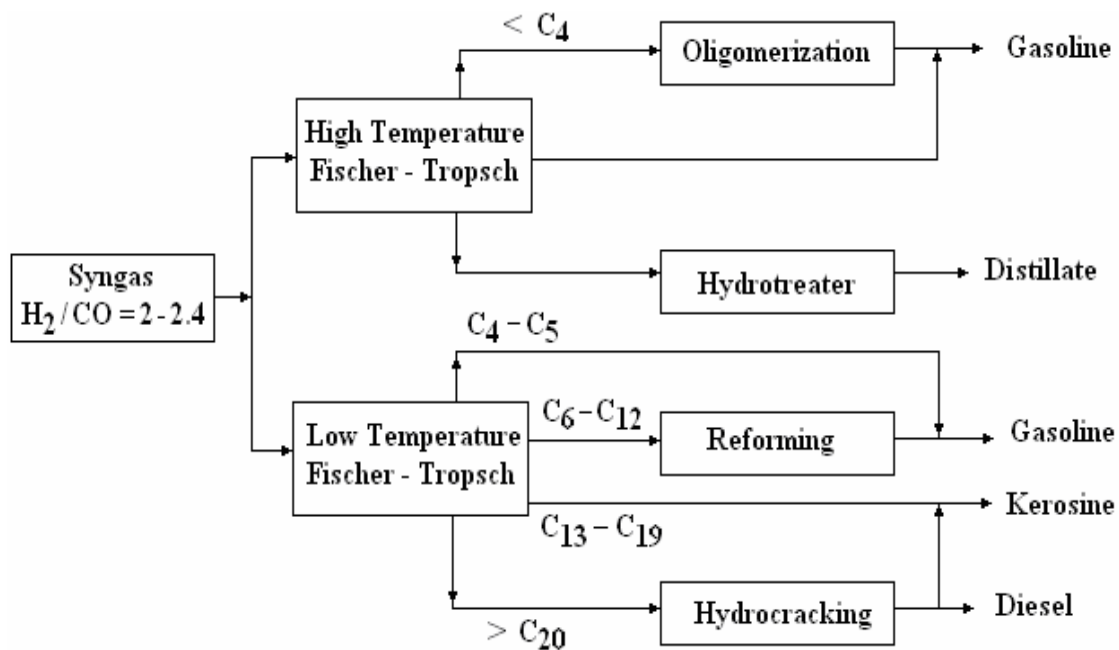 < C4
Oligomerization
Gasoline
High Temperature
Fischer - Tropsch
Syngas
H2 / CO = 2 - 2.4
Hydrotreater
Distillate
C4 – C5
C6 – C12
Low Temperature
Fischer - Tropsch
Reforming
Gasoline
Kerosine
C13 – C19
Hydrocracking
Diesel
> C20